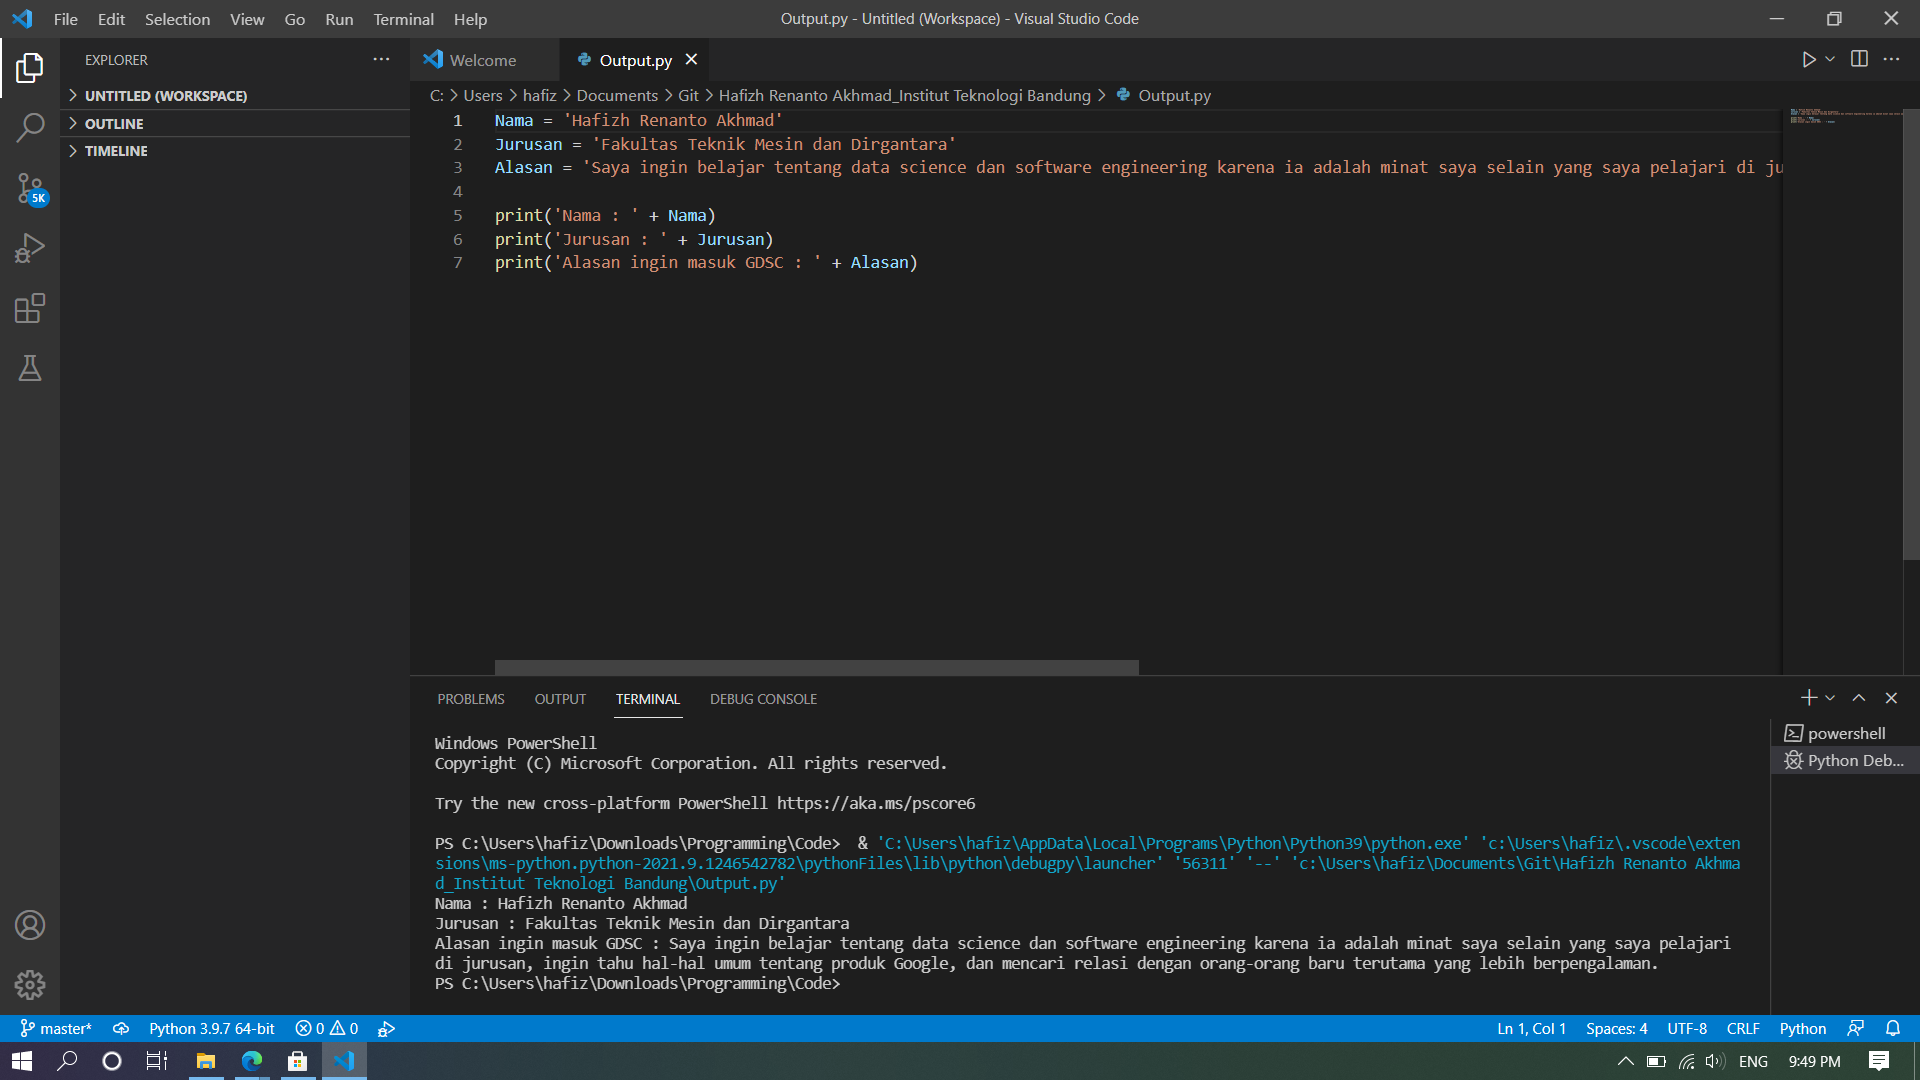 File Edit Selection View Go Run Terminal Help
Output.py - Untitled (Workspace) - Visual Studio Code
EXPLORER
UNTITLED (WORKSPACE)
OUTLINE
TIMELINE
5K
Welcome
Output.py
C: > Users > hafiz > Documents > Git > Hafizh Renanto Akhmad_Institut Teknologi Bandung > Output.py
1 Nama = 'Hafizh Renanto Akhmad'
2 Jurusan = 'Fakultas Teknik Mesin dan Dirgantara'
3 Alasan = 'Saya ingin belajar tentang data science dan software engineering karena ia adalah minat saya selain yang saya pelajari di ju
4
5 print('Nama : ' + Nama)
6 print('Jurusan : ' + Jurusan)
7 print('Alasan ingin masuk GDSC : ' + Alasan)
PROBLEMS OUTPUT TERMINAL DEBUG CONSOLE
powershell
Python Deb...
Windows PowerShell
Copyright (C) Microsoft Corporation. All rights reserved.
Try the new cross-platform PowerShell https://aka.ms/pscore6
PS C:\Users\hafiz\Downloads\Programming\Code>  & 'C:\Users\hafiz\AppData\Local\Programs\Python\Python39\python.exe' 'c:\Users\hafiz\.vscode\exten
sions\ms-python.python-2021.9.1246542782\pythonFiles\lib\python\debugpy\launcher' '56311' '--' 'c:\Users\hafiz\Documents\Git\Hafizh Renanto Akhma
d_Institut Teknologi Bandung\Output.py'
Nama : Hafizh Renanto Akhmad
Jurusan : Fakultas Teknik Mesin dan Dirgantara
Alasan ingin masuk GDSC : Saya ingin belajar tentang data science dan software engineering karena ia adalah minat saya selain yang saya pelajari
di jurusan, ingin tahu hal-hal umum tentang produk Google, dan mencari relasi dengan orang-orang baru terutama yang lebih berpengalaman.
PS C:\Users\hafiz\Downloads\Programming\Code>
master* Python 3.9.7 64-bit 0 0 Ln 1, Col 1 Spaces: 4 UTF-8 CRLF Python
ENG 9:49 PM